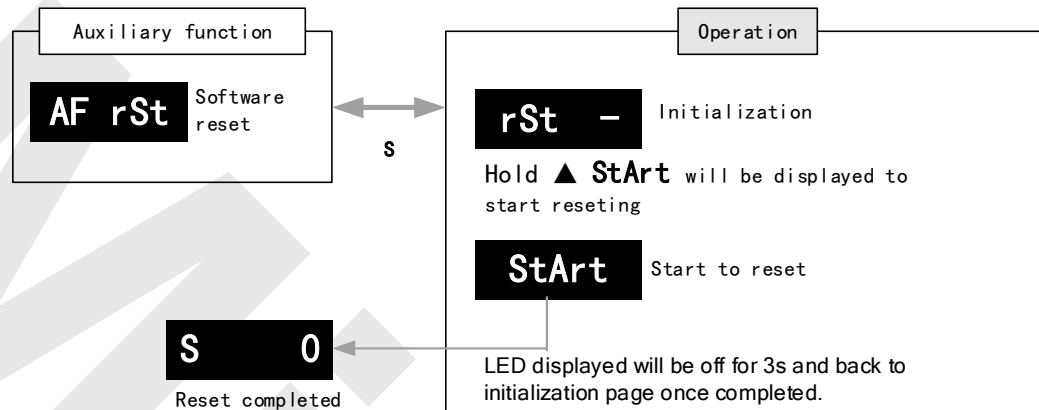 Auxiliary function
AF rSt
Software
reset
S
Operation
rSt -
Initialization
Hold ▲ StArt will be displayed to
start reseting
StArt
Start to reset
S 0
Reset completed
LED displayed will be off for 3s and back to
initialization page once completed.